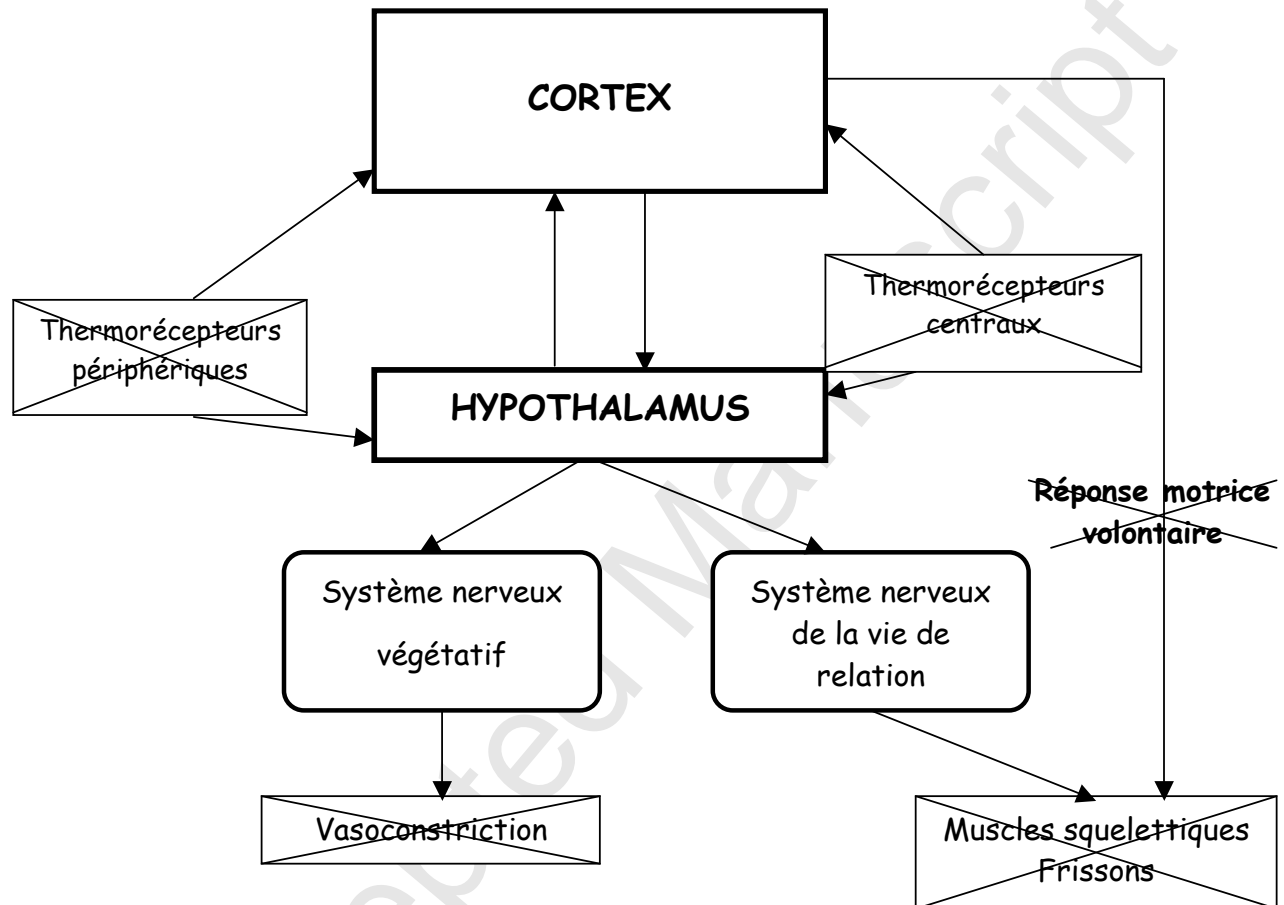 CORTEX
Thermorécepteurs
centraux
Thermorécepteurs
périphériques
HYPOTHALAMUS
Réponse motrice
volontaire
Système nerveux
végétatif
Système nerveux
de la vie de
relation
Vasoconstriction
Muscles squelettiques
Frissons